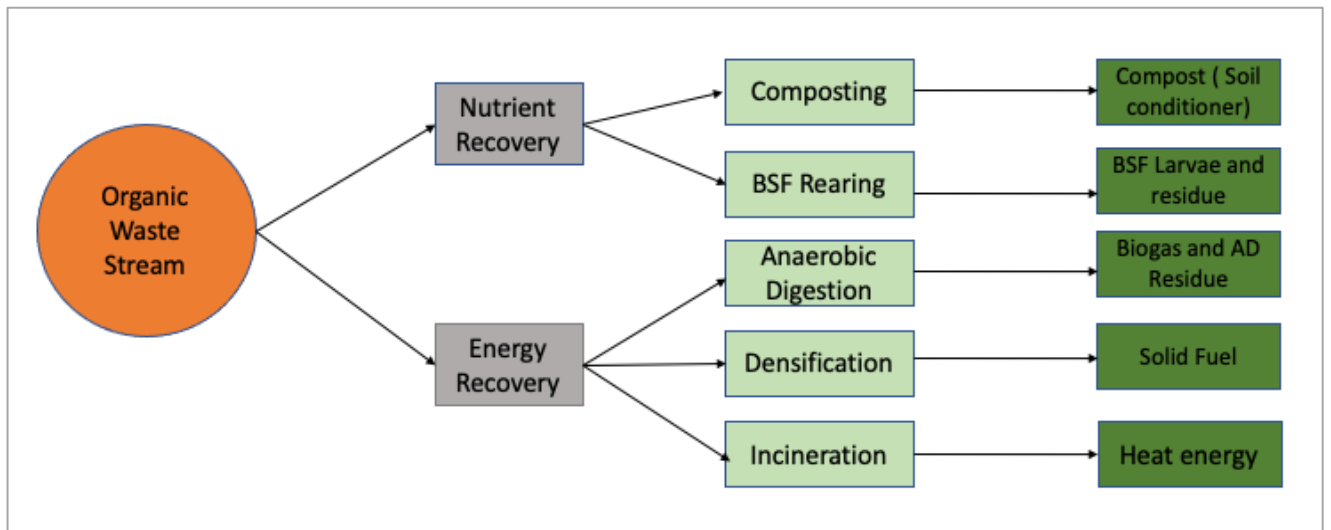 Organic
Waste
Stream
Nutrient
Recovery
Energy
Recovery
Composting
BSF Rearing
Anaerobic
Digestion
Densification
Incineration
Compost ( Soil
conditioner)
BSF Larvae and
residue
Biogas and AD
Residue
Solid Fuel
Heat energy